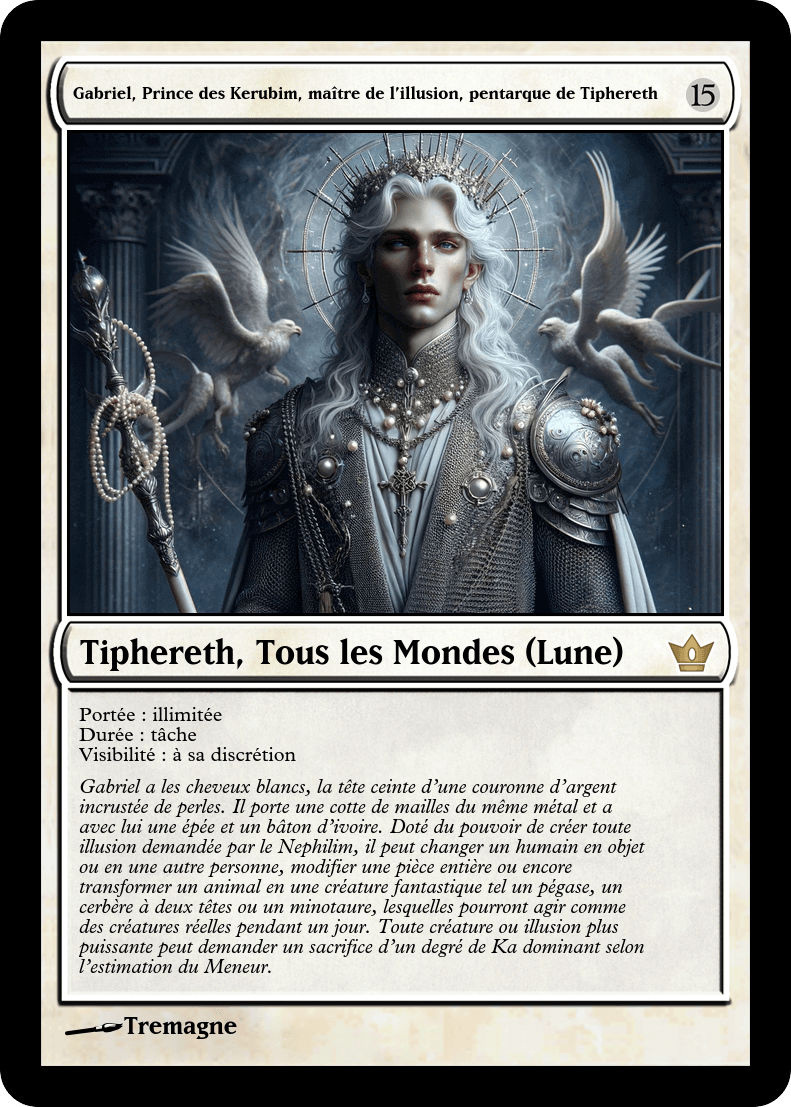 Gabriel, Prince des Kerubim, maître de l'illusion, pentarque de Tiphereth 15
Tiphereth, Tous les Mondes (Lune)
Portée : illimitée
Durée : tâche
Visibilité : à sa discrétion
Gabriel a les cheveux blancs, la tête ceinte d'une couronne d'argent
incrustée de perles. Il porte une cotte de mailles du même métal et a
avec lui une épée et un bâton d'ivoire. Doté du pouvoir de créer toute
illusion demandée par le Nephilim, il peut changer un humain en objet
ou en une autre personne, modifier une pièce entière ou encore
transformer un animal en une créature fantastique tel un pégase, un
cerbère à deux têtes ou un minotaure, lesquelles pourront agir comme
des créatures réelles pendant un jour. Toute créature ou illusion plus
puissante peut demander un sacrifice d'un degré de Ka dominant selon
l'estimation du Meneur.
Tremagne